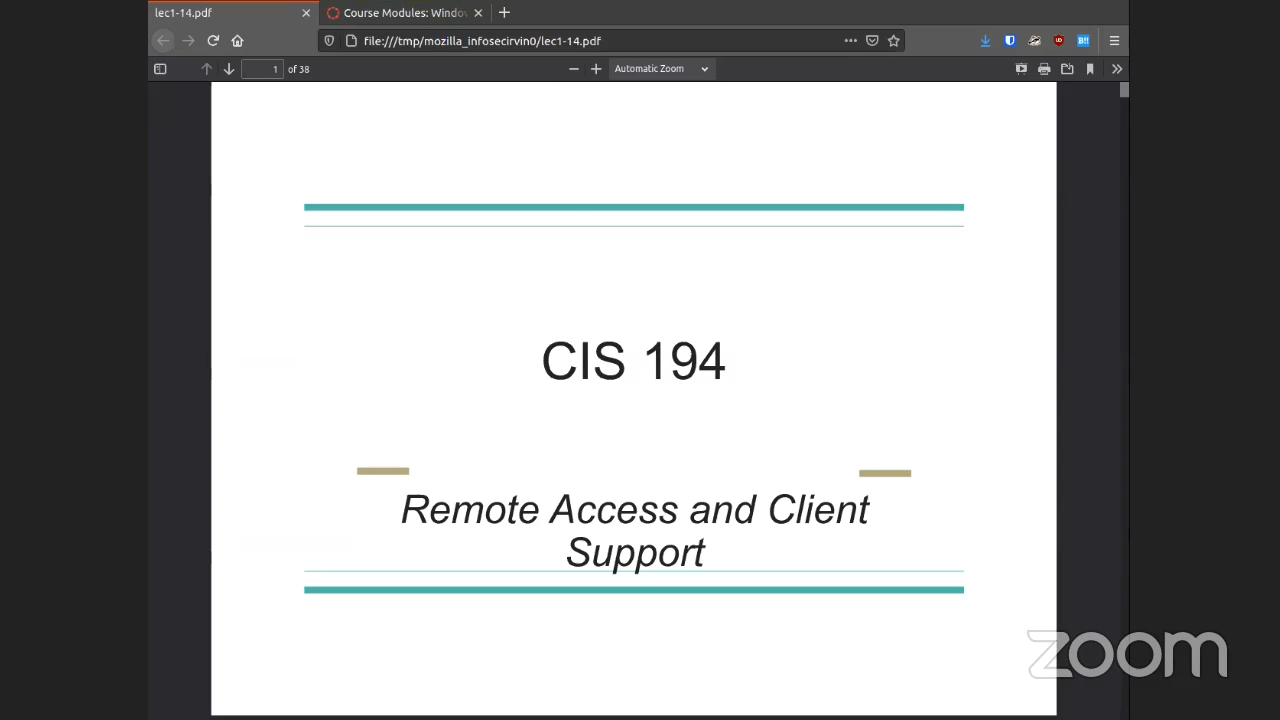 lec1-14.pdf
Course Modules: Windov
file:///tmp/mozilla_infosecirvin0/lec1-14.pdf
1 of 38
Automatic Zoom
CIS 194
Remote Access and Client
Support
zoom